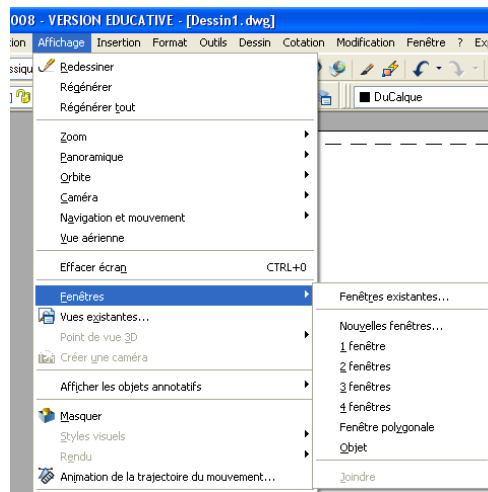 008 - VERSION EDUCATIVE - [Dessin1.dwg]
Affichage Insertion Format Outils Dessin Cotation Modification Fenêtre ?
DuCalque
Redessiner
Régénérer
Régénérer tout
Zoom
Panoramique
Orbite
Caméra
Navigation et mouvement
Vue aérienne
Effacer écran CTRL+0
Fenêtres
Vues existantes...
Point de vue 3D
Créer une caméra
Afficher les objets annotatifs
Masquer
Styles visuels
Rendu
Animation de la trajectoire du mouvement...
Fenêtres existantes...
Nouvelles fenêtres...
1 fenêtre
2 fenêtres
3 fenêtres
4 fenêtres
Fenêtre polygonale
Objet
Joindre